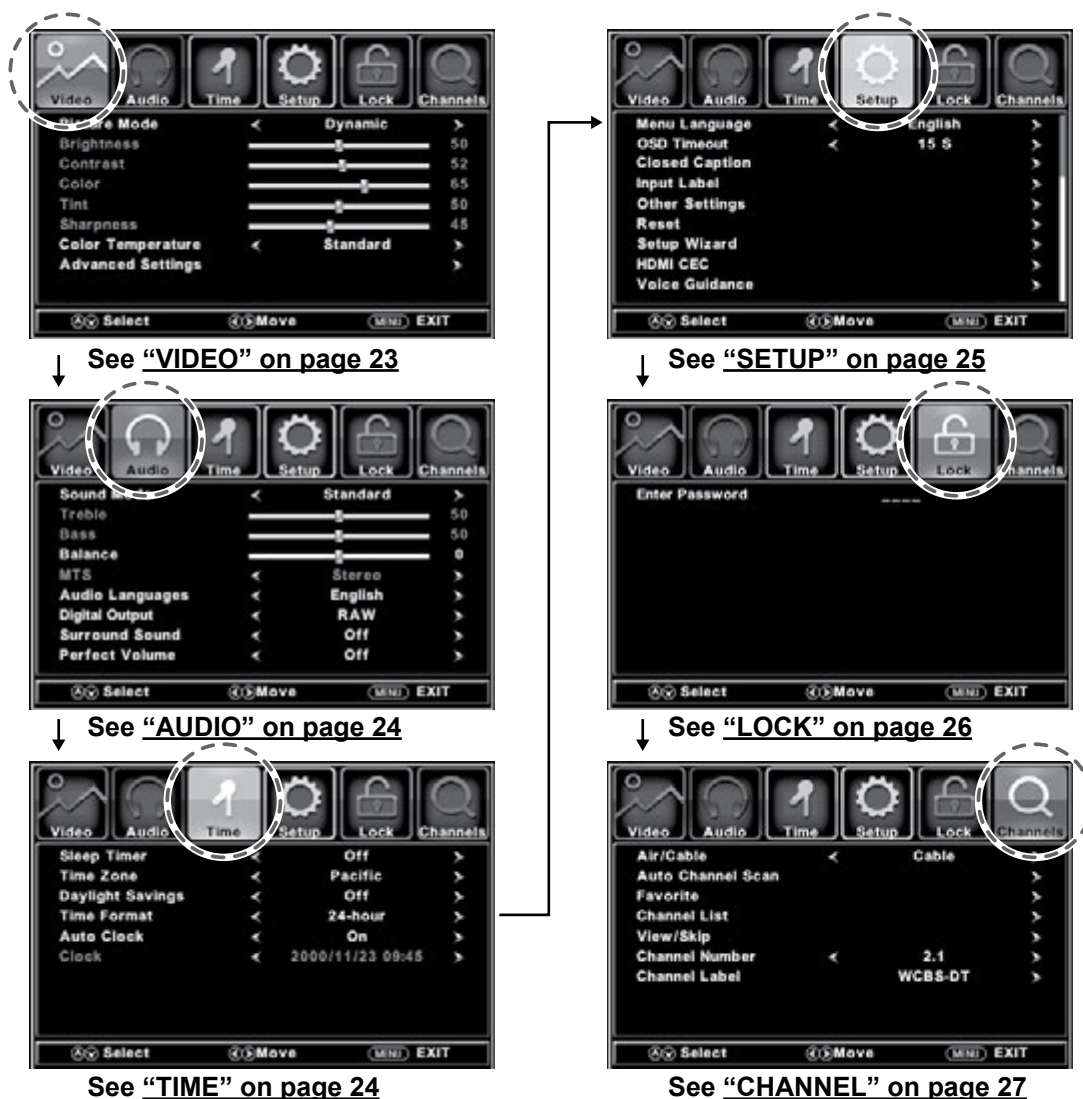 Video Audio Time Setup Lock Channels
Picture Mode Dynamic
Brightness 50
Contrast 52
Color 65
Tint 50
Sharpness 45
Color Temperature Standard
Advanced Settings
Select Move MENU EXIT
See “VIDEO” on page 23
Video Audio Time Setup Lock Channels
Sound Mode Standard
Treble 50
Bass 50
Balance 0
MTS Stereo
Audio Languages English
Digital Output RAW
Surround Sound Off
Perfect Volume Off
Select Move MENU EXIT
See “AUDIO” on page 24
Video Audio Time Setup Lock Channels
Sleep Timer Off
Time Zone Pacific
Daylight Savings Off
Time Format 24-hour
Auto Clock On
Clock 2000/11/23 09:45
Select Move MENU EXIT
See “TIME” on page 24
Video Audio Time Setup Lock Channels
Menu Language English
OSD Timeout 15 S
Closed Caption
Input Label
Other Settings
Reset
Setup Wizard
HDMI CEC
Voice Guidance
Select Move MENU EXIT
See “SETUP” on page 25
Video Audio Time Setup Lock Channels
Enter Password _ _ _ _
Select Move MENU EXIT
See “LOCK” on page 26
Video Audio Time Setup Lock Channels
Air/Cable Cable
Auto Channel Scan
Favorite
Channel List
View/Skip
Channel Number 2.1
Channel Label WCBS-DT
Select Move MENU EXIT
See “CHANNEL” on page 27